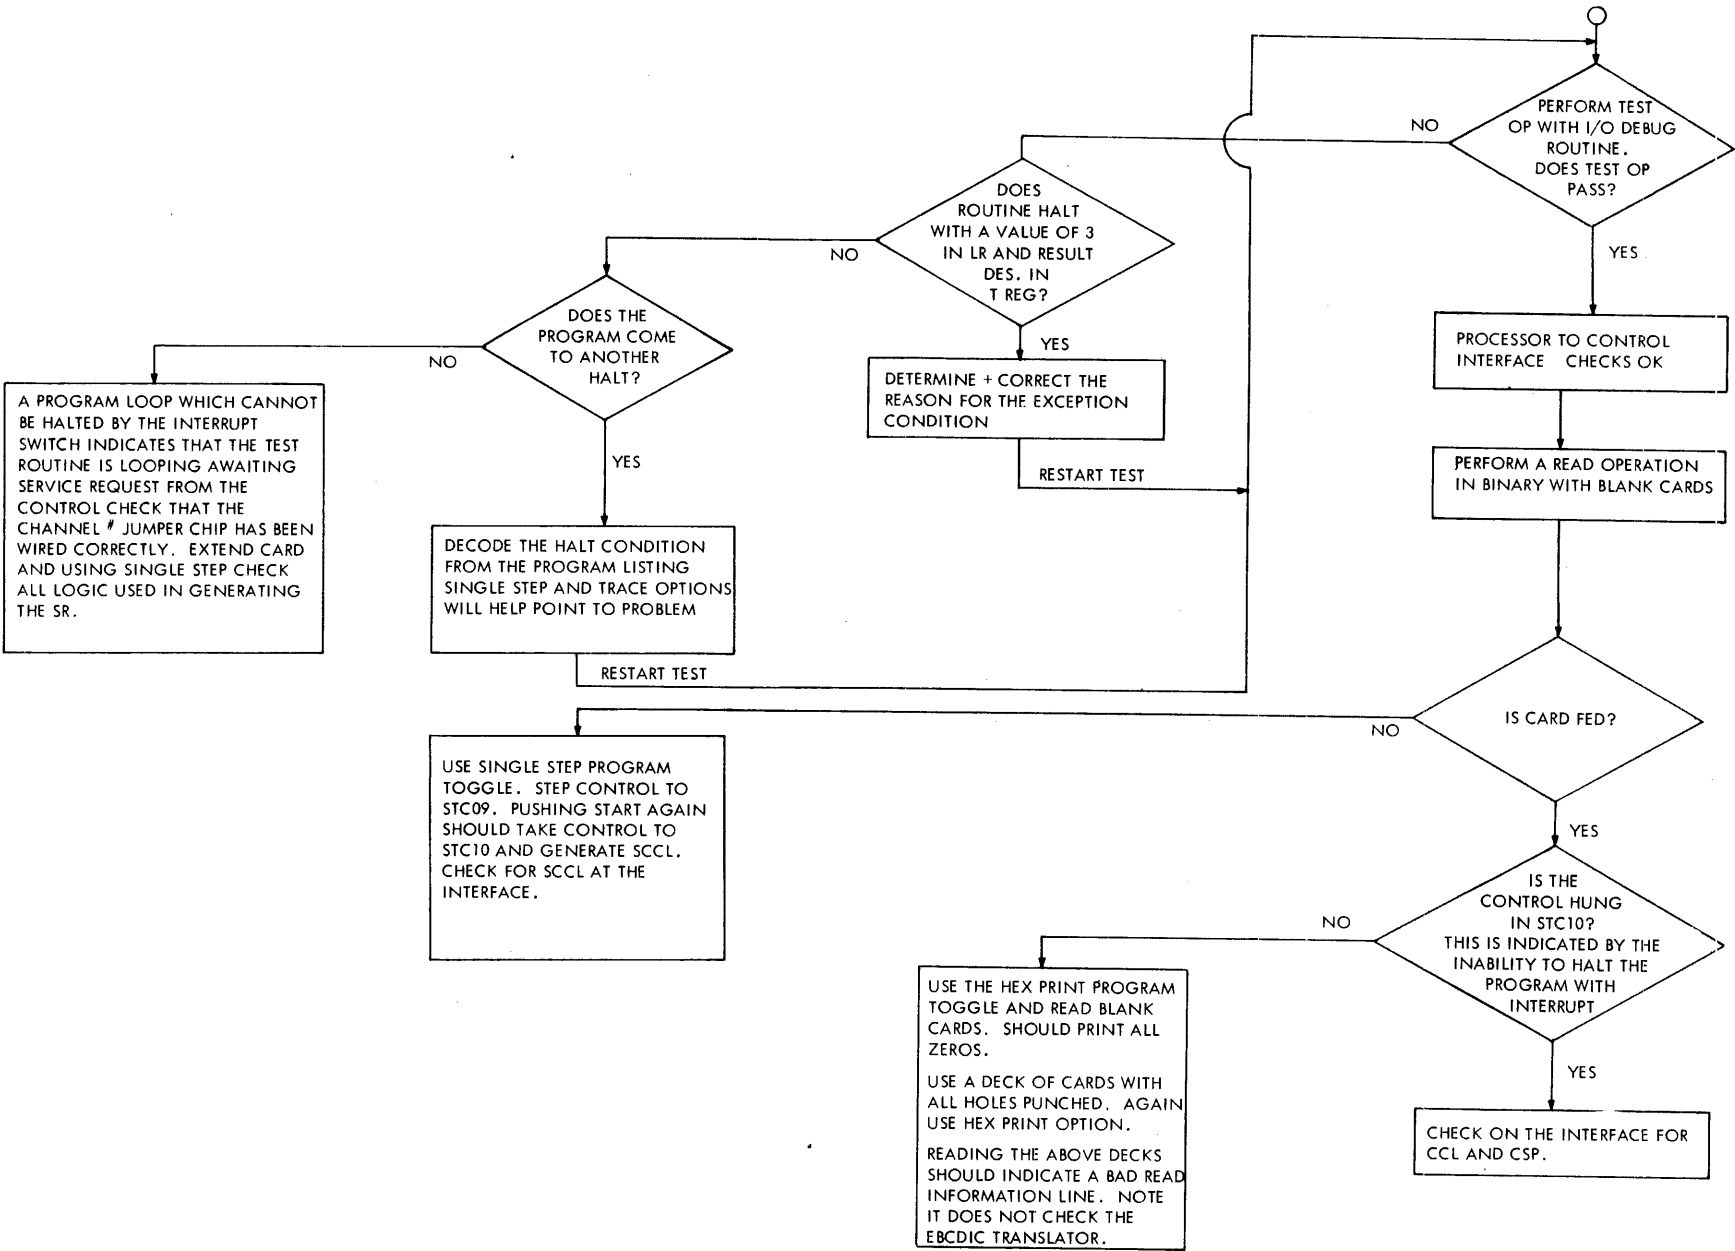 PERFORM TEST
OP WITH I/O DEBUG
ROUTINE.
DOES TEST OP
PASS?
NO
YES
DOES
ROUTINE HALT
WITH A VALUE OF 3
IN LR AND RESULT
DES. IN
T REG?
NO
YES
DOES THE
PROGRAM COME
TO ANOTHER
HALT?
NO
YES
A PROGRAM LOOP WHICH CANNOT
BE HALTED BY THE INTERRUPT
SWITCH INDICATES THAT THE TEST
ROUTINE IS LOOPING AWAITING
SERVICE REQUEST FROM THE
CONTROL CHECK THAT THE
CHANNEL # JUMPER CHIP HAS BEEN
WIRED CORRECTLY. EXTEND CARD
AND USING SINGLE STEP CHECK
ALL LOGIC USED IN GENERATING
THE SR.
DECODE THE HALT CONDITION
FROM THE PROGRAM LISTING
SINGLE STEP AND TRACE OPTIONS
WILL HELP POINT TO PROBLEM
RESTART TEST
DETERMINE + CORRECT THE
REASON FOR THE EXCEPTION
CONDITION
RESTART TEST
PROCESSOR TO CONTROL
INTERFACE CHECKS OK
PERFORM A READ OPERATION
IN BINARY WITH BLANK CARDS
IS CARD FED?
NO
YES
USE SINGLE STEP PROGRAM
TOGGLE. STEP CONTROL TO
STC09. PUSHING START AGAIN
SHOULD TAKE CONTROL TO
STC10 AND GENERATE SCCL.
CHECK FOR SCCL AT THE
INTERFACE.
IS THE
CONTROL HUNG
IN STC10?
THIS IS INDICATED BY THE
INABILITY TO HALT THE
PROGRAM WITH
INTERRUPT
NO
YES
USE THE HEX PRINT PROGRAM
TOGGLE AND READ BLANK
CARDS. SHOULD PRINT ALL
ZEROS.
USE A DECK OF CARDS WITH
ALL HOLES PUNCHED. AGAIN
USE HEX PRINT OPTION.
READING THE ABOVE DECKS
SHOULD INDICATE A BAD READ
INFORMATION LINE. NOTE
IT DOES NOT CHECK THE
EBCDIC TRANSLATOR.
CHECK ON THE INTERFACE FOR
CCL AND CSP.